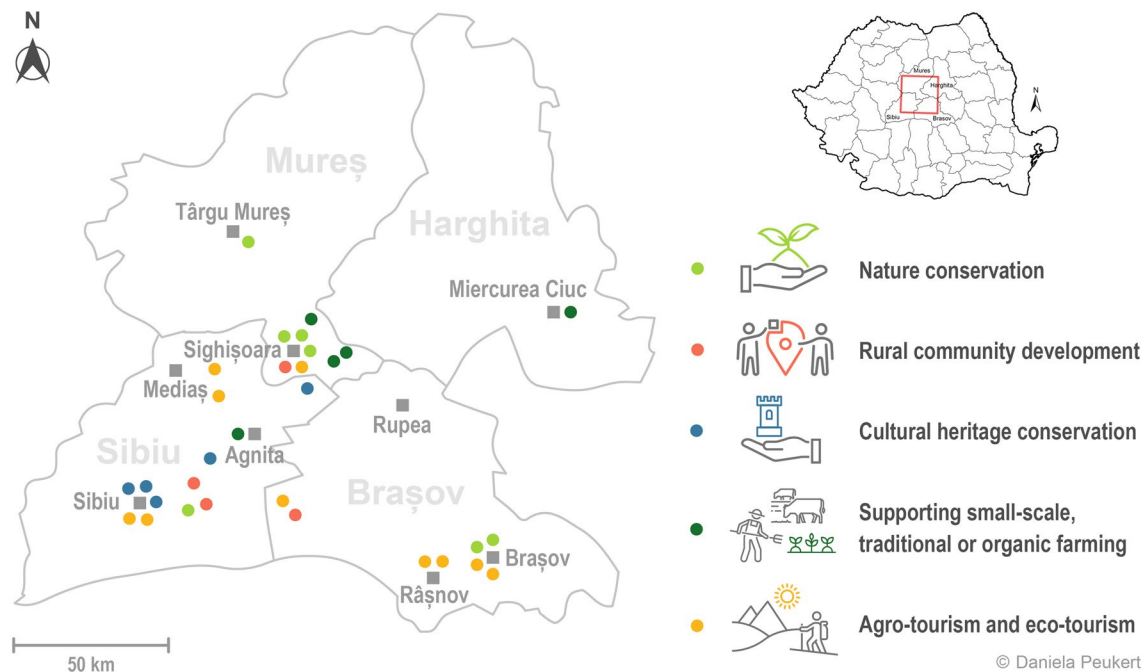 N
Mureș
Târgu Mureș
Harghita
Miercurea Ciuc
Sighișoara
Mediaș
Rupea
Agnita
Sibiu
Sibiu
Brașov
Brașov
Râșnov
50 km
Mureș
Harghita
N
Sibiu
Brasov
Nature conservation
Rural community development
Cultural heritage conservation
Supporting small-scale,
traditional or organic farming
Agro-tourism and eco-tourism
© Daniela Peukert